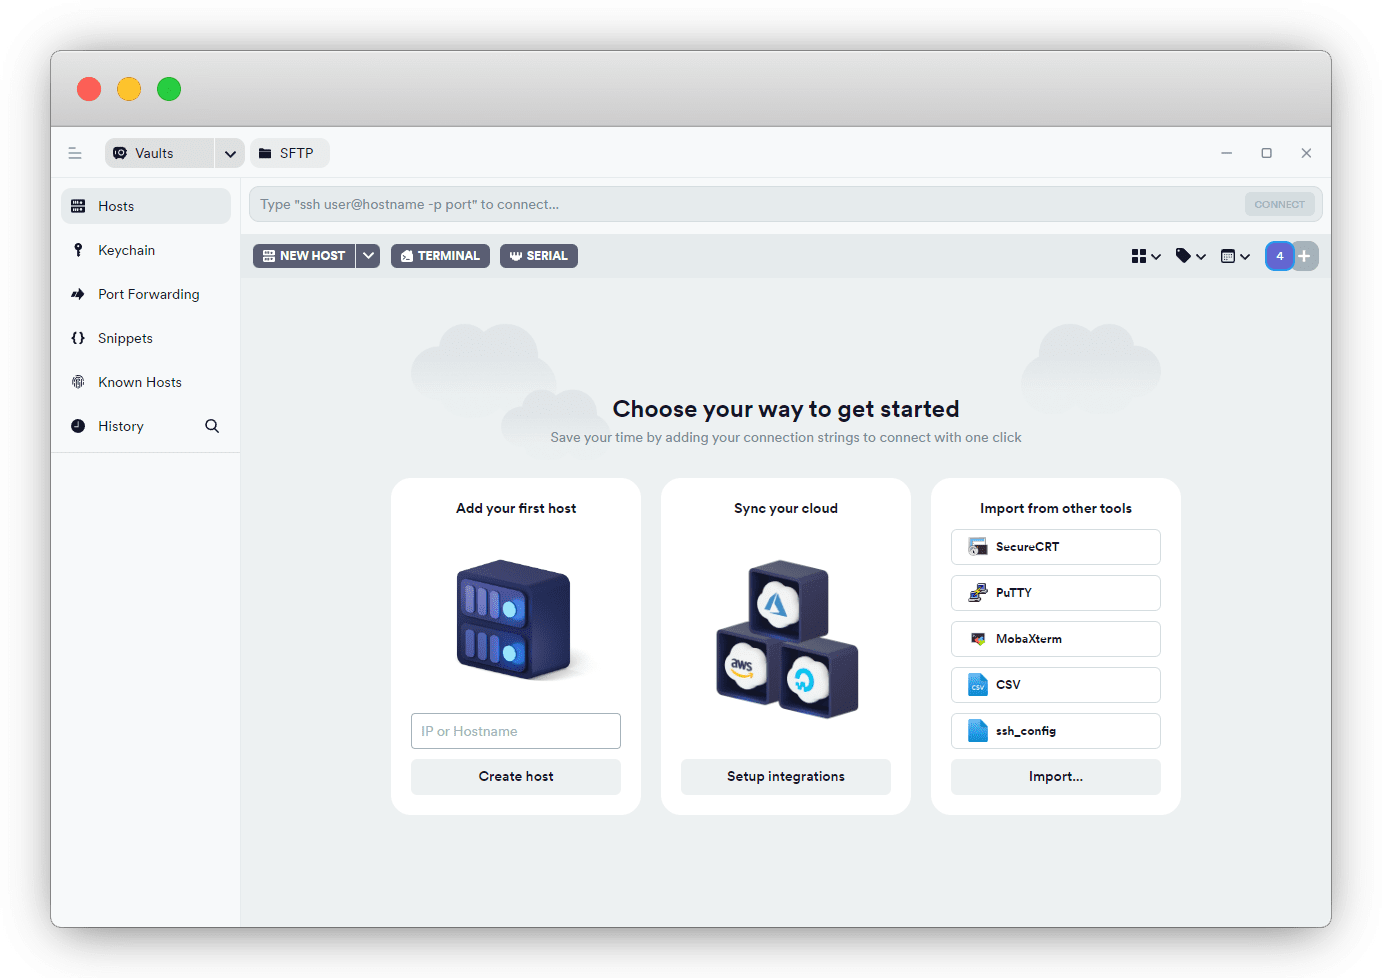 Vaults
SFTP
Hosts
Keychain
Port Forwarding
Snippets
Known Hosts
History
Type "ssh user@hostname -p port" to connect...
CONNECT
NEW HOST
TERMINAL
SERIAL
4
Choose your way to get started
Save your time by adding your connection strings to connect with one click
Add your first host
IP or Hostname
Create host
Sync your cloud
aws
Setup integrations
Import from other tools
SecureCRT
PuTTY
MobaXterm
CSV
CSV
ssh_config
Import...